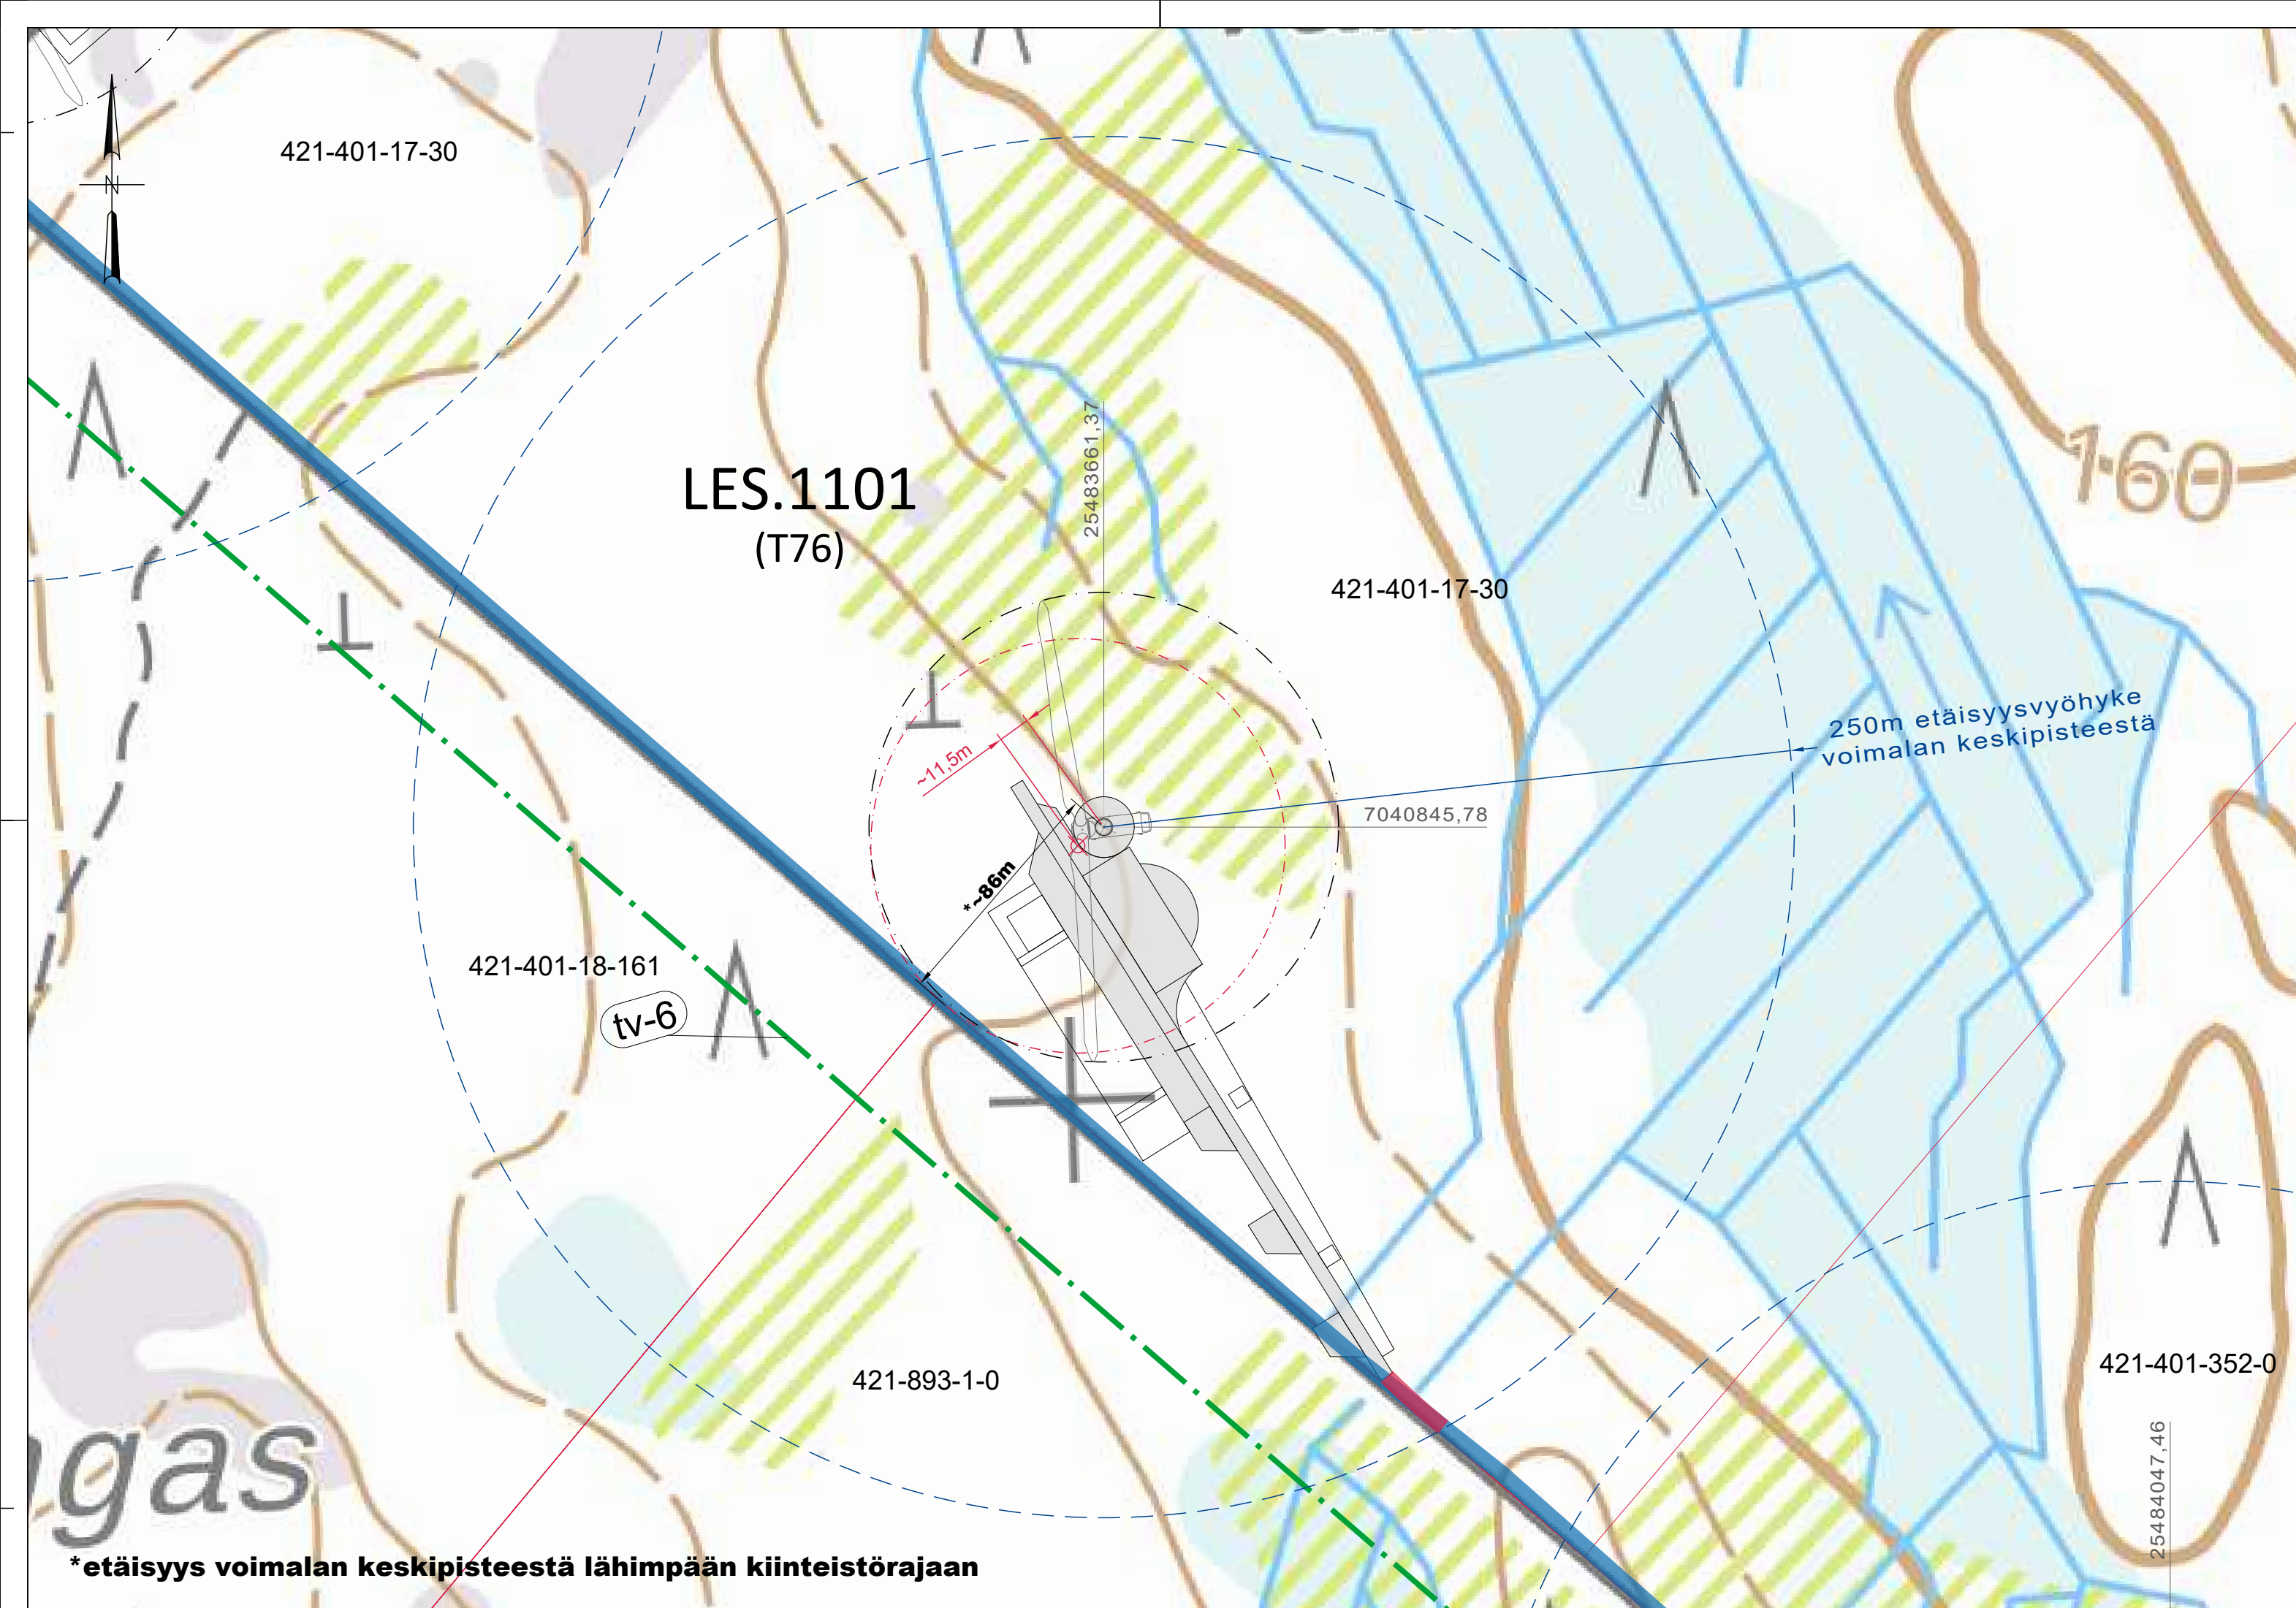 421-401-17-30
N
LES.1101
(T76)
25483661,37
421-401-17-30
160
250m etäisyysvyöhyke
voimalan keskipisteestä
~11,5m
7040845,78
*~86m
421-401-18-161
tv-6
421-893-1-0
421-401-352-0
25484047,46
gas
*etäisyys voimalan keskipisteestä lähimpään kiinteistörajaan